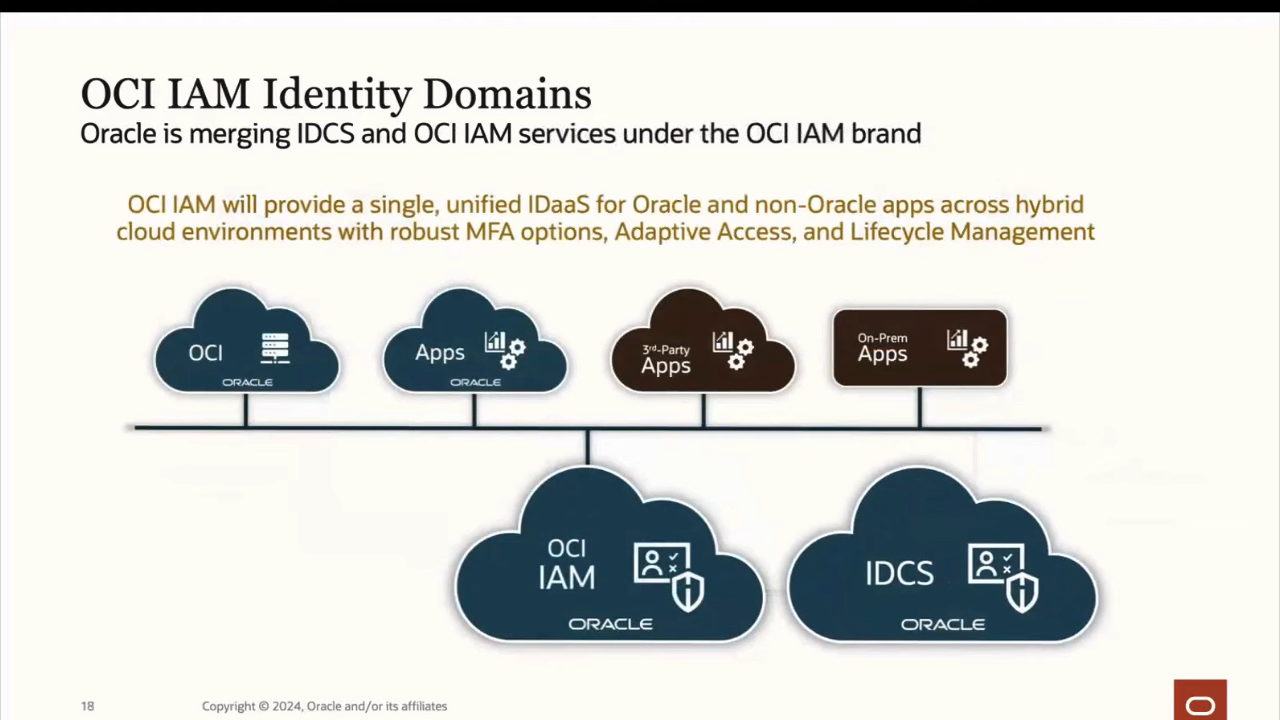 OCI IAM Identity Domains
Oracle is merging IDCS and OCI IAM services under the OCI IAM brand
OCI IAM will provide a single, unified IDaaS for Oracle and non-Oracle apps across hybrid
cloud environments with robust MFA options, Adaptive Access, and Lifecycle Management
OCI
ORACLE
Apps
ORACLE
3rd-Party
Apps
On-Prem
Apps
OCI
IAM
ORACLE
IDCS
ORACLE
18
Copyright © 2024, Oracle and/or its affiliates